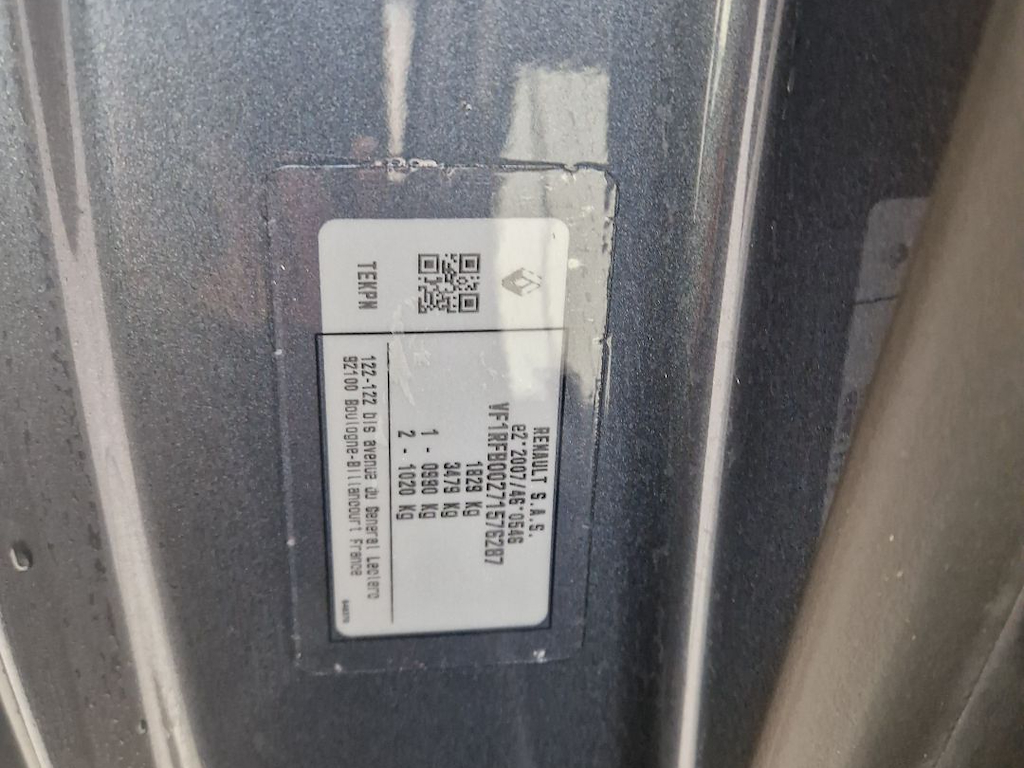 TEKPN
RENAULT S.A.S.
e2*2007/46*0546
VF1RFB00271576287
1829 Kg
3479 Kg
1 - 0990 Kg
2 - 1020 Kg
122-122 bis avenue du General Leclerc
92100 Boulogne-Billancourt France